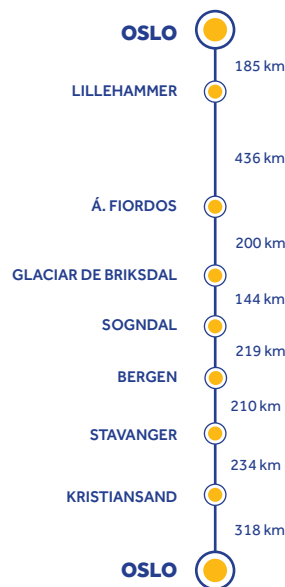 OSLO
185 km
LILLEHAMMER
436 km
Á. FIORDOS
200 km
GLACIAR DE BRIKSDAL
144 km
SOGNDAL
219 km
BERGEN
210 km
STAVANGER
234 km
KRISTIANSAND
318 km
OSLO